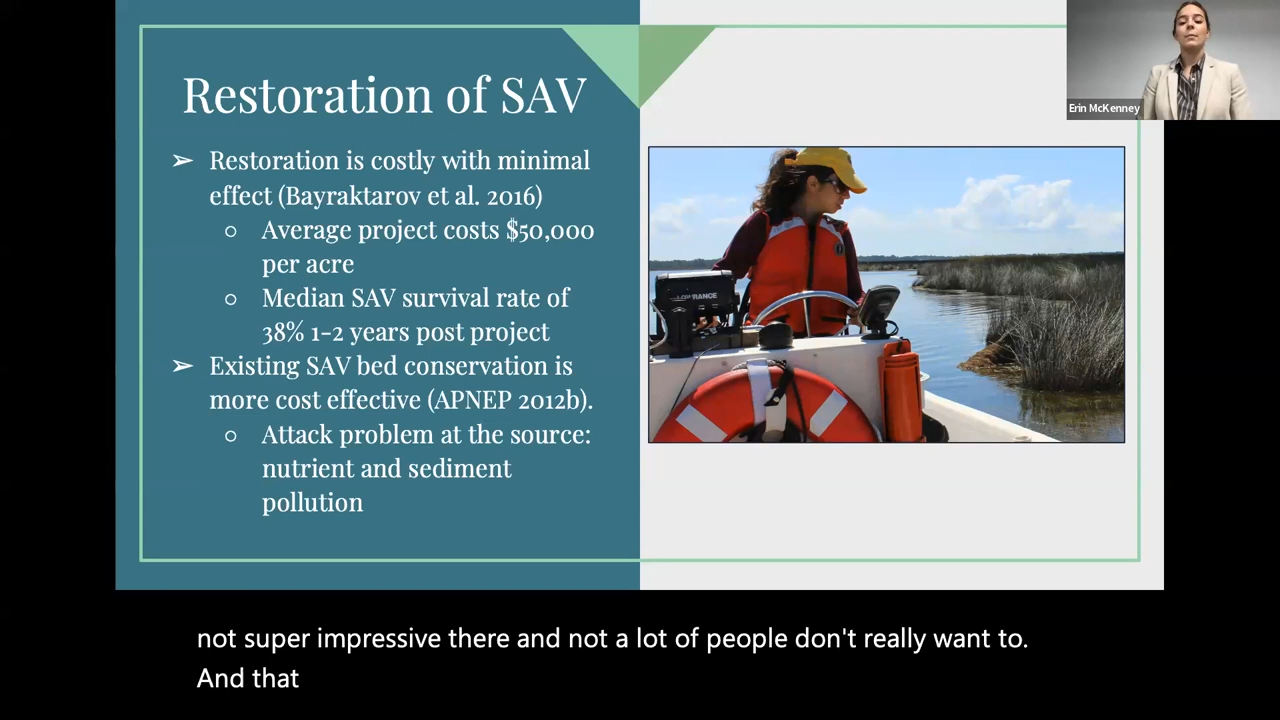 Restoration of SAV
➢ Restoration is costly with minimal
effect (Bayraktarov et al. 2016)
○ Average project costs $50,000
per acre
○ Median SAV survival rate of
38% 1-2 years post project
➢ Existing SAV bed conservation is
more cost effective (APNEP 2012b).
○ Attack problem at the source:
nutrient and sediment
pollution
Erin McKenney
LOWRANCE
not super impressive there and not a lot of people don't really want to.
And that